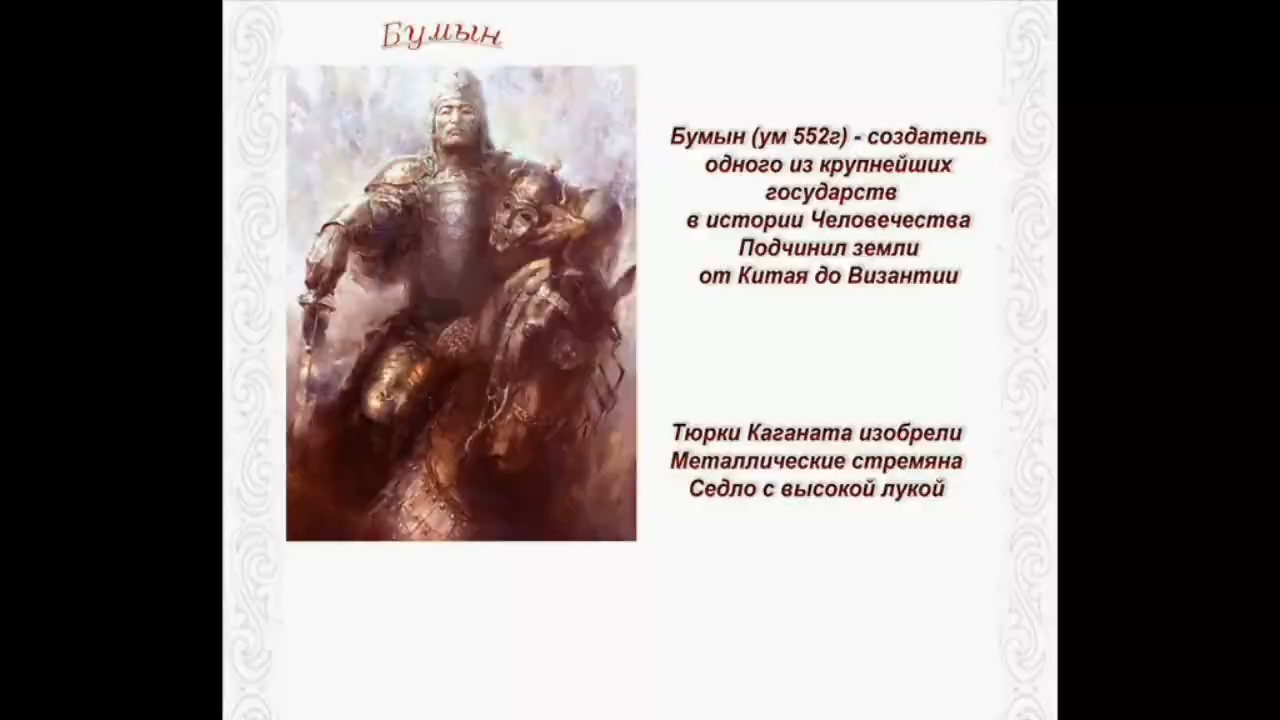 Бумын
Бумын (ум 552г) - создатель
одного из крупнейших
государств
в истории Человечества
Подчинил земли
от Китая до Византии
Тюрки Каганата изобрели
Металлические стремяна
Седло с высокой лукой